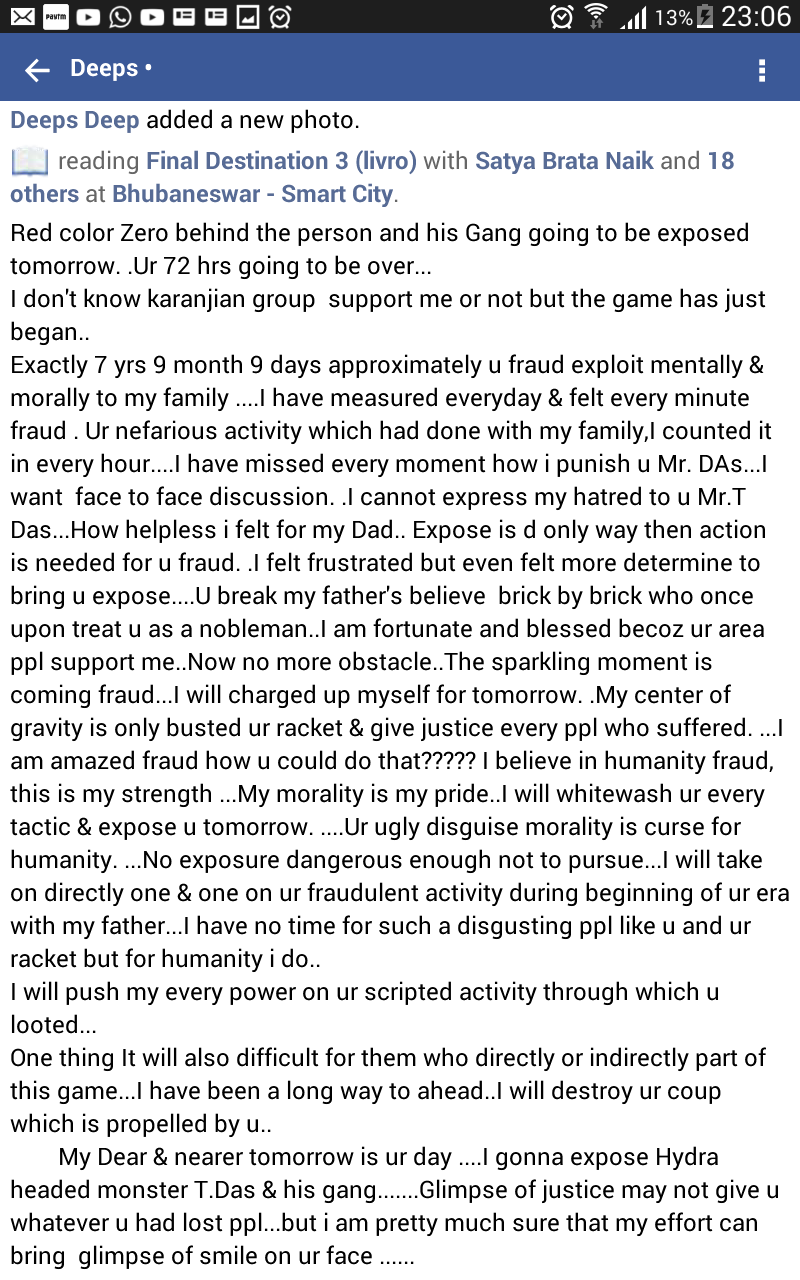 Paytm
13%
23:06
Deeps •
Deeps Deep added a new photo.
reading Final Destination 3 (livro) with Satya Brata Naik and 18
others at Bhubaneswar - Smart City.
Red color Zero behind the person and his Gang going to be exposed
tomorrow. .Ur 72 hrs going to be over...
I don't know karanjian group  support me or not but the game has just
began..
Exactly 7 yrs 9 month 9 days approximately u fraud exploit mentally &
morally to my family ....I have measured everyday & felt every minute
fraud . Ur nefarious activity which had done with my family,I counted it
in every hour....I have missed every moment how i punish u Mr. DAs...I
want  face to face discussion. .I cannot express my hatred to u Mr.T
Das...How helpless i felt for my Dad.. Expose is d only way then action
is needed for u fraud. .I felt frustrated but even felt more determine to
bring u expose....U break my father's believe  brick by brick who once
upon treat u as a nobleman..I am fortunate and blessed becoz ur area
ppl support me..Now no more obstacle..The sparkling moment is
coming fraud...I will charged up myself for tomorrow. .My center of
gravity is only busted ur racket & give justice every ppl who suffered. ...I
am amazed fraud how u could do that????? I believe in humanity fraud,
this is my strength ...My morality is my pride..I will whitewash ur every
tactic & expose u tomorrow. ....Ur ugly disguise morality is curse for
humanity. ...No exposure dangerous enough not to pursue...I will take
on directly one & one on ur fraudulent activity during beginning of ur era
with my father...I have no time for such a disgusting ppl like u and ur
racket but for humanity i do..
I will push my every power on ur scripted activity through which u
looted...
One thing It will also difficult for them who directly or indirectly part of
this game...I have been a long way to ahead..I will destroy ur coup
which is propelled by u..
My Dear & nearer tomorrow is ur day ....I gonna expose Hydra
headed monster T.Das & his gang.......Glimpse of justice may not give u
whatever u had lost ppl...but i am pretty much sure that my effort can
bring  glimpse of smile on ur face ......